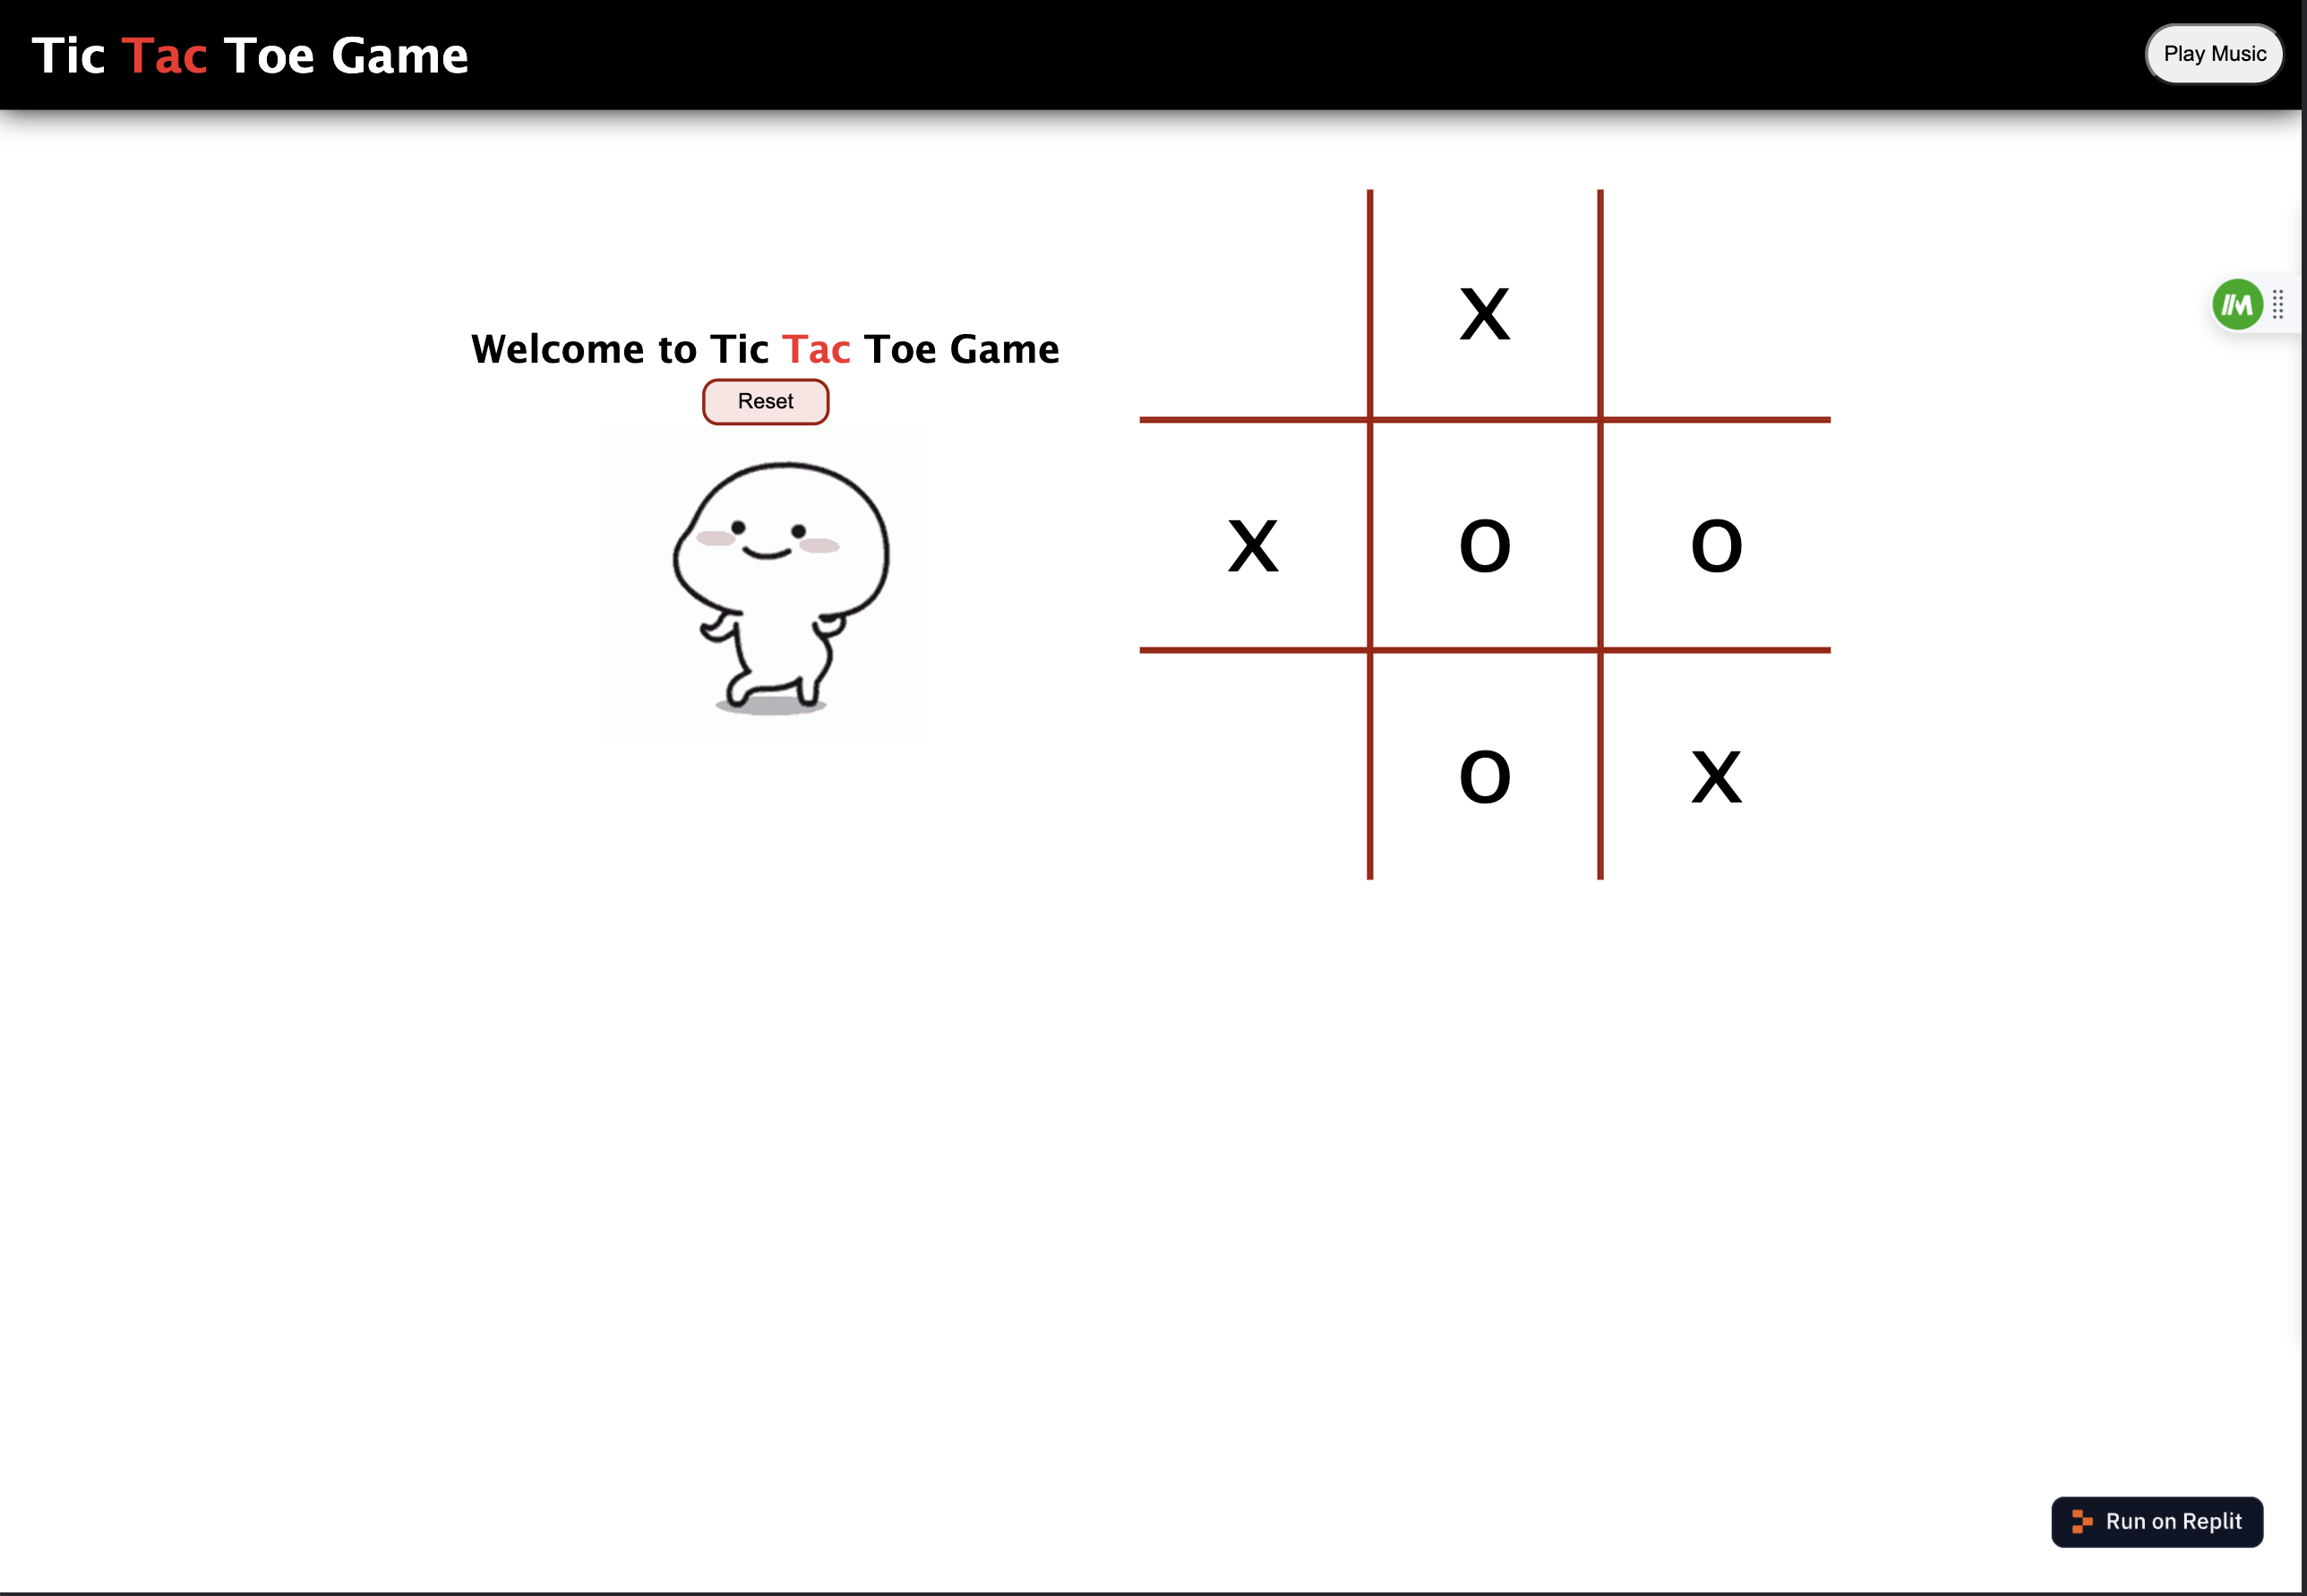 Tic Tac Toe Game
Play Music
Welcome to Tic Tac Toe Game
Reset
X
X O O
O X
Run on Replit